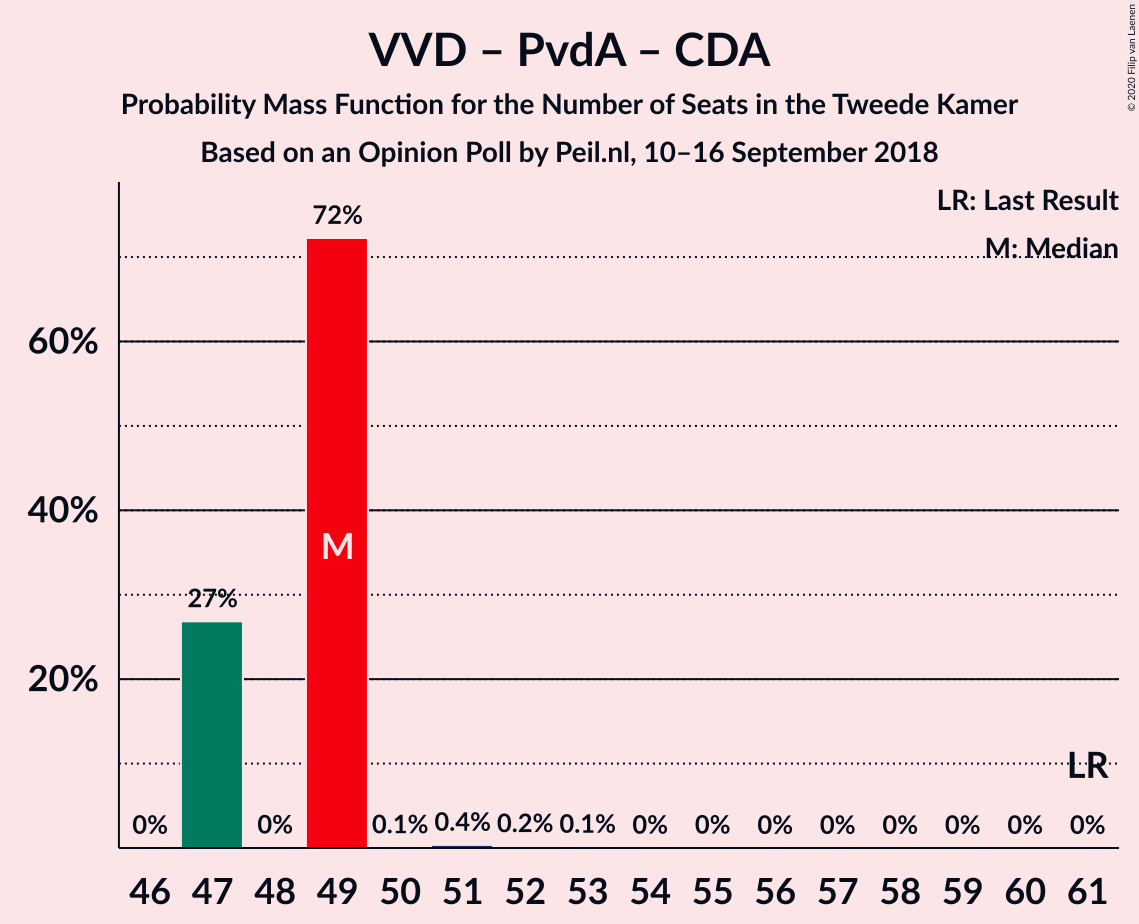 VVD – PvdA – CDA
Probability Mass Function for the Number of Seats in the Tweede Kamer
Based on an Opinion Poll by Peil.nl, 10–16 September 2018
© 2020 Filip van Laenen
LR: Last Result
M: Median
72%
60%
40%
M
27%
20%
LR
0% 0% 0.1% 0.4% 0.2% 0.1% 0% 0% 0% 0% 0% 0% 0% 0%
46 47 48 49 50 51 52 53 54 55 56 57 58 59 60 61